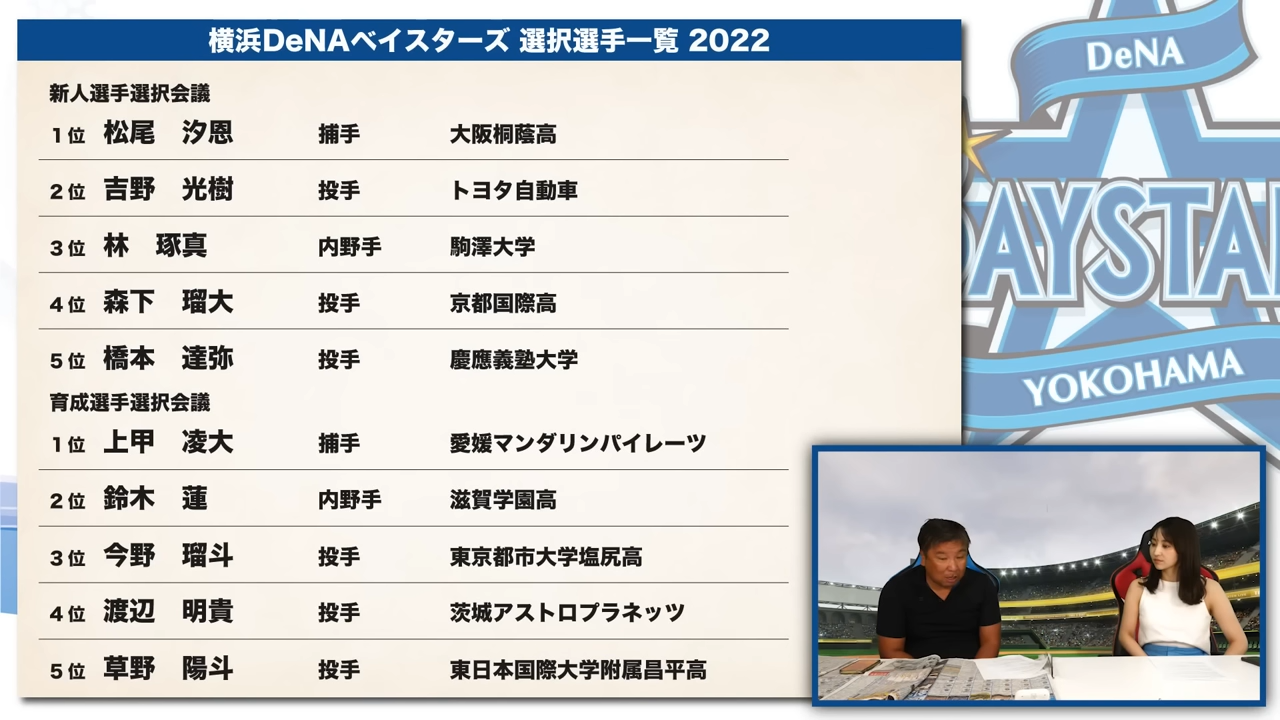 横浜DeNAベイスターズ 選択選手一覧 2022
新人選手選択会議
1位 松尾 汐恩 捕手 大阪桐蔭高
2位 吉野 光樹 投手 トヨタ自動車
3位 林 琢真 内野手 駒澤大学
4位 森下 瑠大 投手 京都国際高
5位 橋本 達弥 投手 慶應義塾大学
育成選手選択会議
1位 上甲 凌大 捕手 愛媛マンダリンパイレーツ
2位 鈴木 蓮 内野手 滋賀学園高
3位 今野 瑠斗 投手 東京都市大学塩尻高
4位 渡辺 明貴 投手 茨城アストロプラネッツ
5位 草野 陽斗 投手 東日本国際大学附属昌平高
DeNA
AYSTA
YOKOHAMA